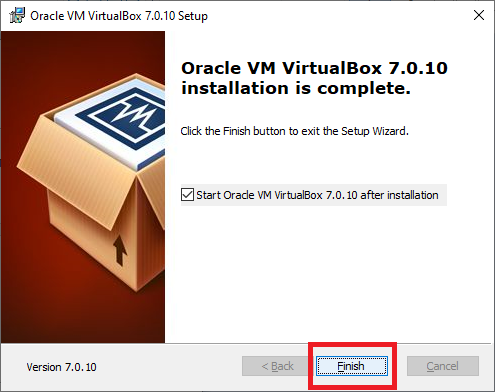 Oracle VM VirtualBox 7.0.10 Setup
Oracle VM VirtualBox 7.0.10
installation is complete.
Click the Finish button to exit the Setup Wizard.
Start Oracle VM VirtualBox 7.0.10 after installation
Version 7.0.10
< Back
Finish
Cancel